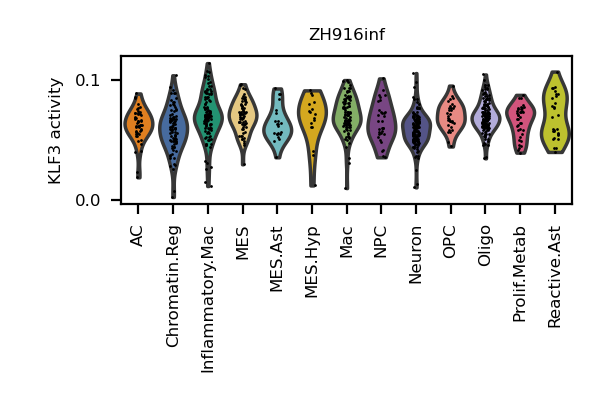 ZH916inf
KLF3 activity
0.1
0.0
AC
Chromatin.Reg
Inflammatory.Mac
MES
MES.Ast
MES.Hyp
Mac
NPC
Neuron
OPC
Oligo
Prolif.Metab
Reactive.Ast